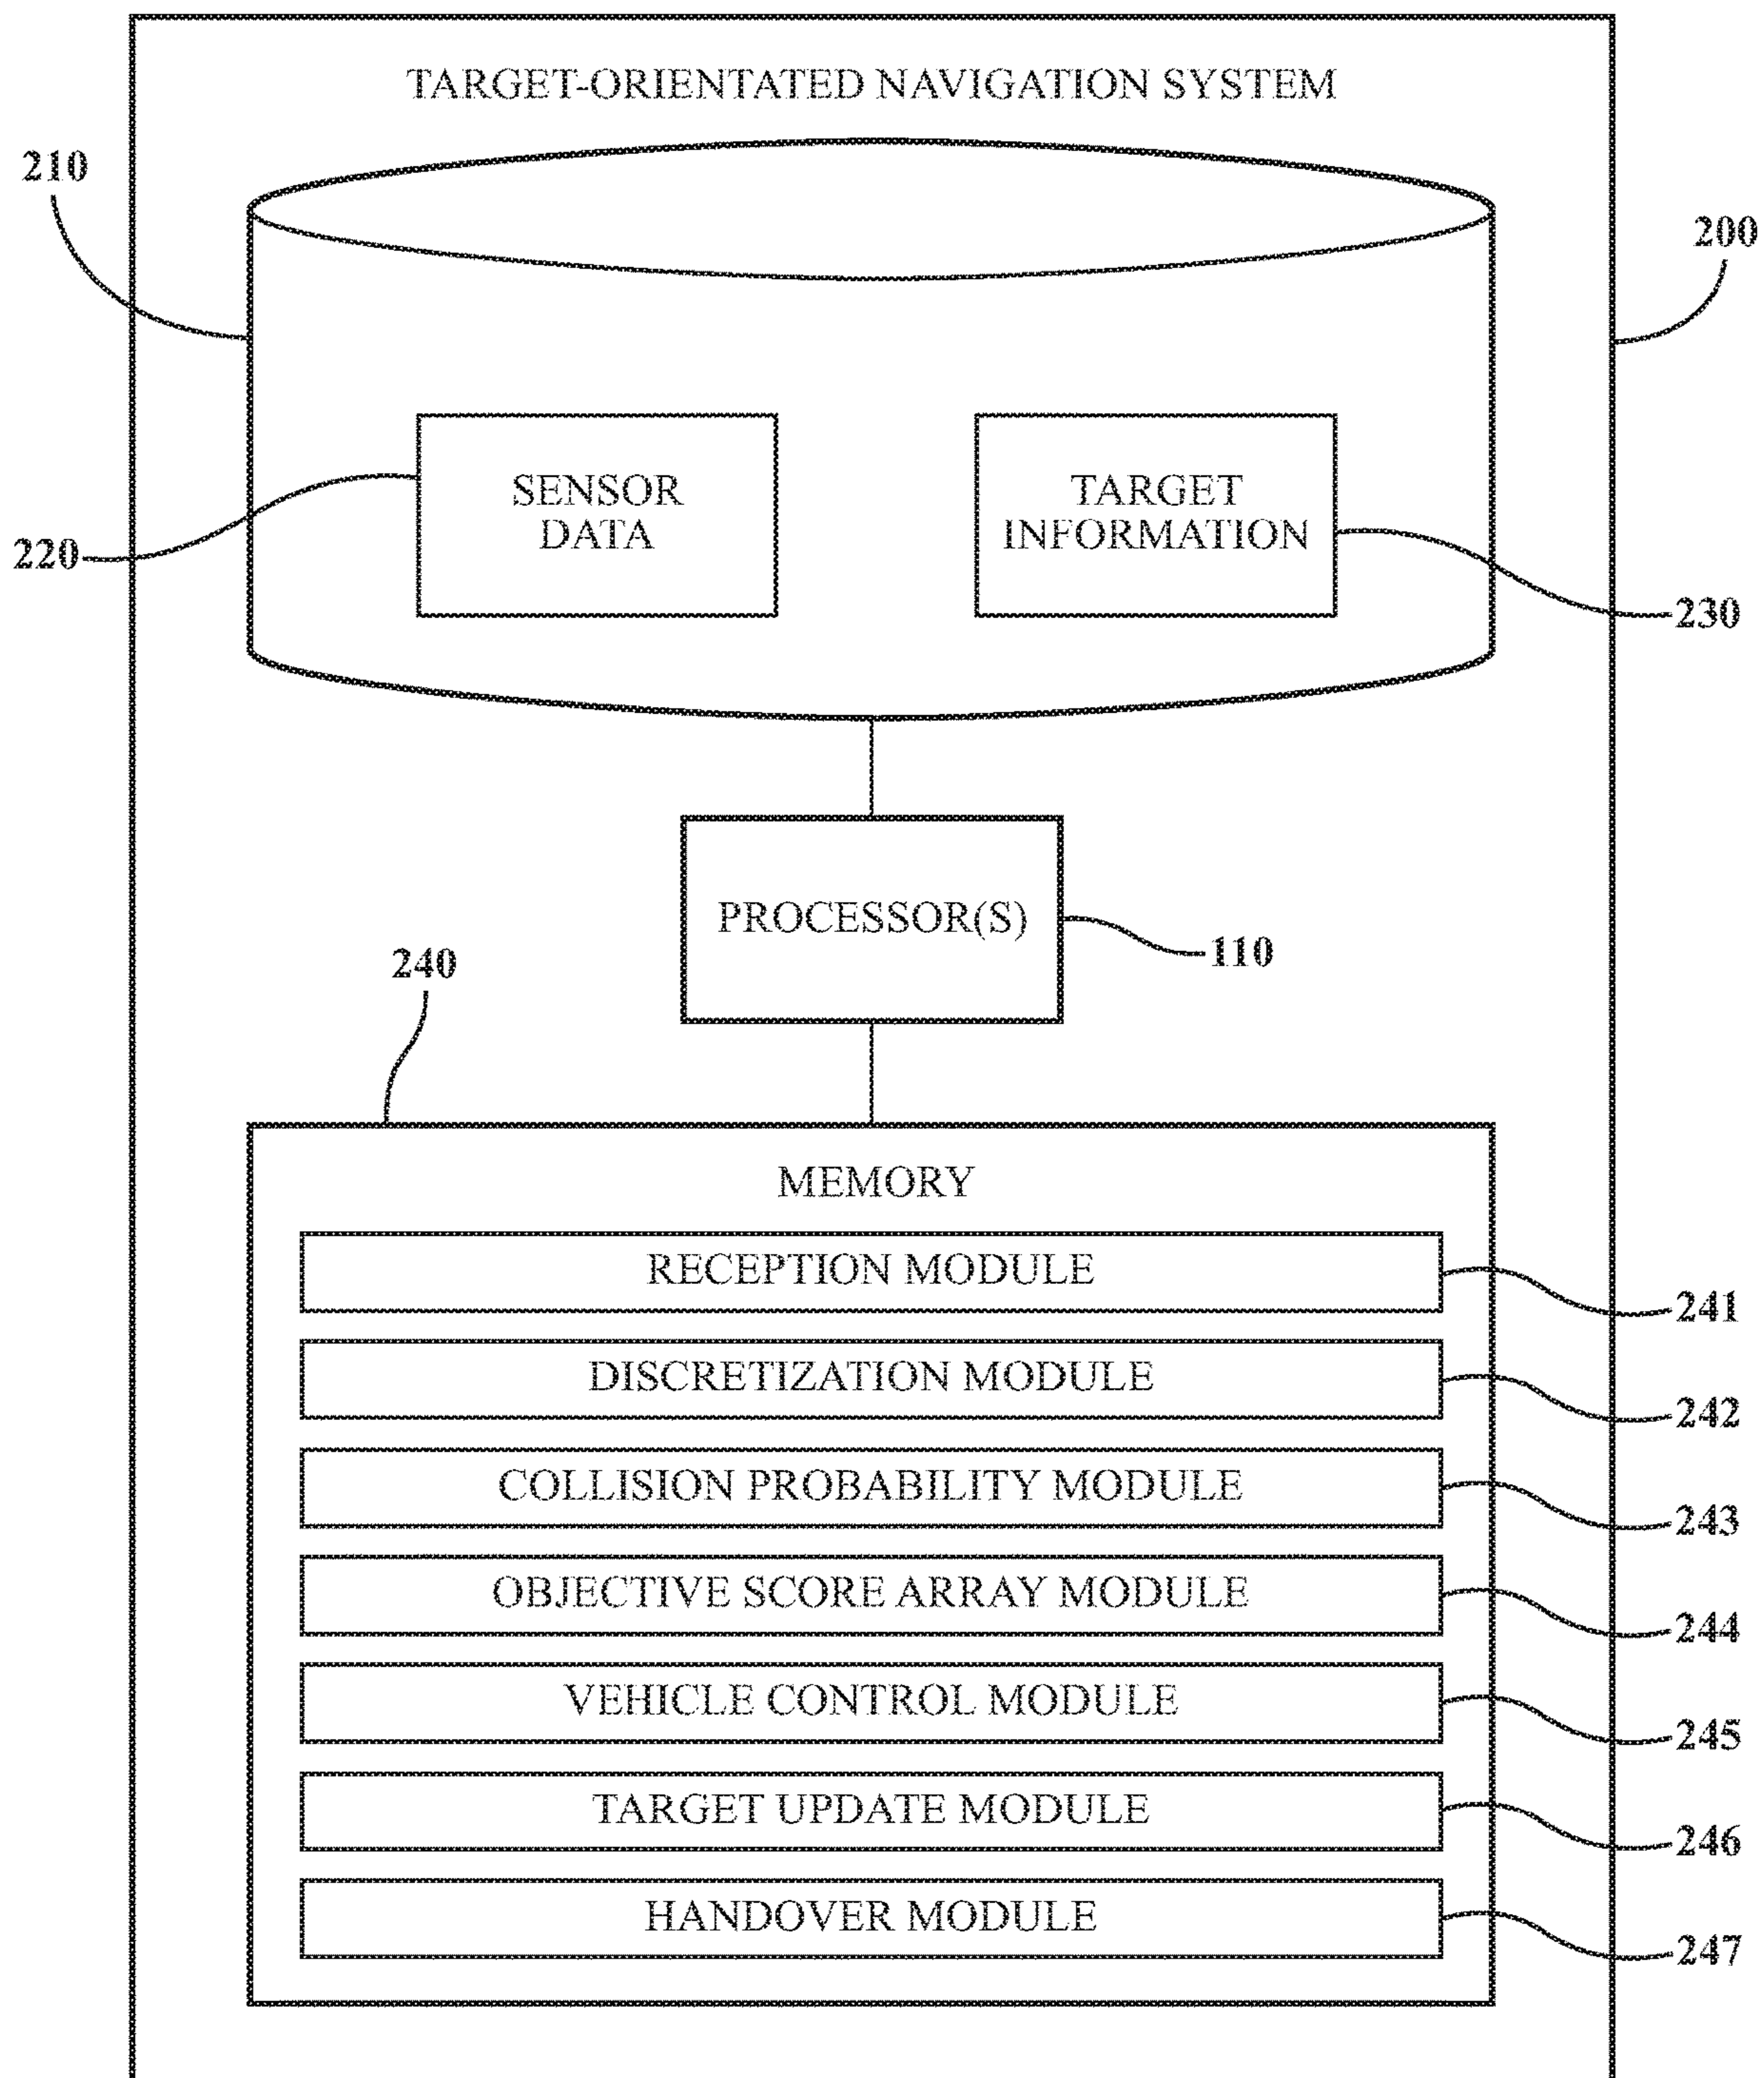 TARGET-ORIENTATED NAVIGATION SYSTEM
210
200
SENSOR
DATA
TARGET
INFORMATION
220
230
PROCESSOR(S)
110
240
MEMORY
RECEPTION MODULE
241
DISCRETIZATION MODULE
242
COLLISION PROBABILITY MODULE
243
OBJECTIVE SCORE ARRAY MODULE
244
VEHICLE CONTROL MODULE
245
TARGET UPDATE MODULE
246
HANDOVER MODULE
247